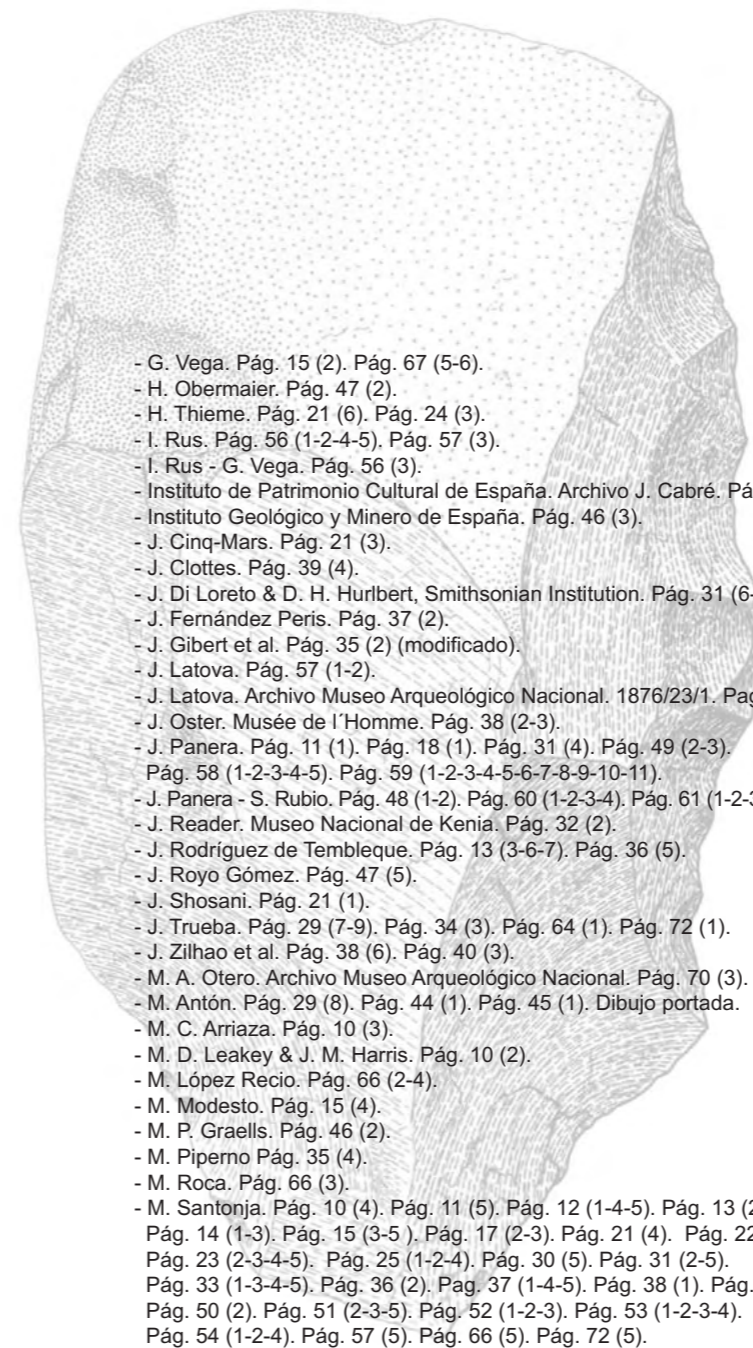 - G. Vega. Pág. 15 (2). Pág. 67 (5-6).
- H. Obermaier. Pág. 47 (2).
- H. Thieme. Pág. 21 (6). Pág. 24 (3).
- I. Rus. Pág. 56 (1-2-4-5). Pág. 57 (3).
- I. Rus - G. Vega. Pág. 56 (3).
- Instituto de Patrimonio Cultural de España. Archivo J. Cabré.
- Instituto Geológico y Minero de España. Pág. 46 (3).
- J. Cinq-Mars. Pág. 21 (3).
- J. Clottes. Pág. 39 (4).
- J. Di Loreto & D. H. Hurlbert, Smithsonian Institution. Pág. 31 (6-
- J. Fernández Peris. Pág. 37 (2).
- J. Gibert et al. Pág. 35 (2) (modificado).
- J. Latova. Pág. 57 (1-2).
- J. Latova. Archivo Museo Arqueológico Nacional. 1876/23/1.
- J. Oster. Musée de l´Homme. Pág. 38 (2-3).
- J. Panera. Pág. 11 (1). Pág. 18 (1). Pág. 31 (4). Pág. 49 (2-3).
Pág. 58 (1-2-3-4-5). Pág. 59 (1-2-3-4-5-6-7-8-9-10-11).
- J. Panera - S. Rubio. Pág. 48 (1-2). Pág. 60 (1-2-3-4). Pág. 61 (1-2-
- J. Reader. Museo Nacional de Kenia. Pág. 32 (2).
- J. Rodríguez de Tembleque. Pág. 13 (3-6-7). Pág. 36 (5).
- J. Royo Gómez. Pág. 47 (5).
- J. Shosani. Pág. 21 (1).
- J. Trueba. Pág. 29 (7-9). Pág. 34 (3). Pág. 64 (1). Pág. 72 (1).
- J. Zilhao et al. Pág. 38 (6). Pág. 40 (3).
- M. A. Otero. Archivo Museo Arqueológico Nacional. Pág. 70 (3).
- M. Antón. Pág. 29 (8). Pág. 44 (1). Pág. 45 (1). Dibujo portada.
- M. C. Arriaza. Pág. 10 (3).
- M. D. Leakey & J. M. Harris. Pág. 10 (2).
- M. López Recio. Pág. 66 (2-4).
- M. Modesto. Pág. 15 (4).
- M. P. Graells. Pág. 46 (2).
- M. Piperno Pág. 35 (4).
- M. Roca. Pág. 66 (3).
- M. Santonja. Pág. 10 (4). Pág. 11 (5). Pág. 12 (1-4-5). Pág. 13
Pág. 14 (1-3). Pág. 15 (3-5 ). Pág. 17 (2-3). Pág. 21 (4). Pág. 22
Pág. 23 (2-3-4-5). Pág. 25 (1-2-4). Pág. 30 (5). Pág. 31 (2-5).
Pág. 33 (1-3-4-5). Pág. 36 (2). Pag. 37 (1-4-5). Pág. 38 (1). Pág.
Pág. 50 (2). Pág. 51 (2-3-5). Pág. 52 (1-2-3). Pág. 53 (1-2-3-4).
Pág. 54 (1-2-4). Pág. 57 (5). Pág. 66 (5). Pág. 72 (5).